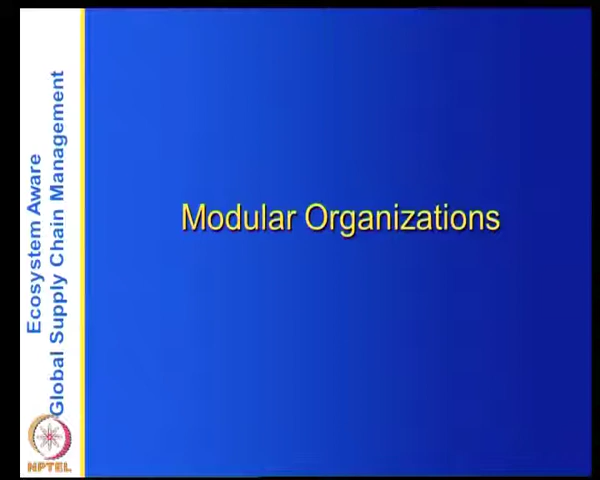 Ecosystem Aware
Global Supply Chain Management
Modular Organizations
NPTEL